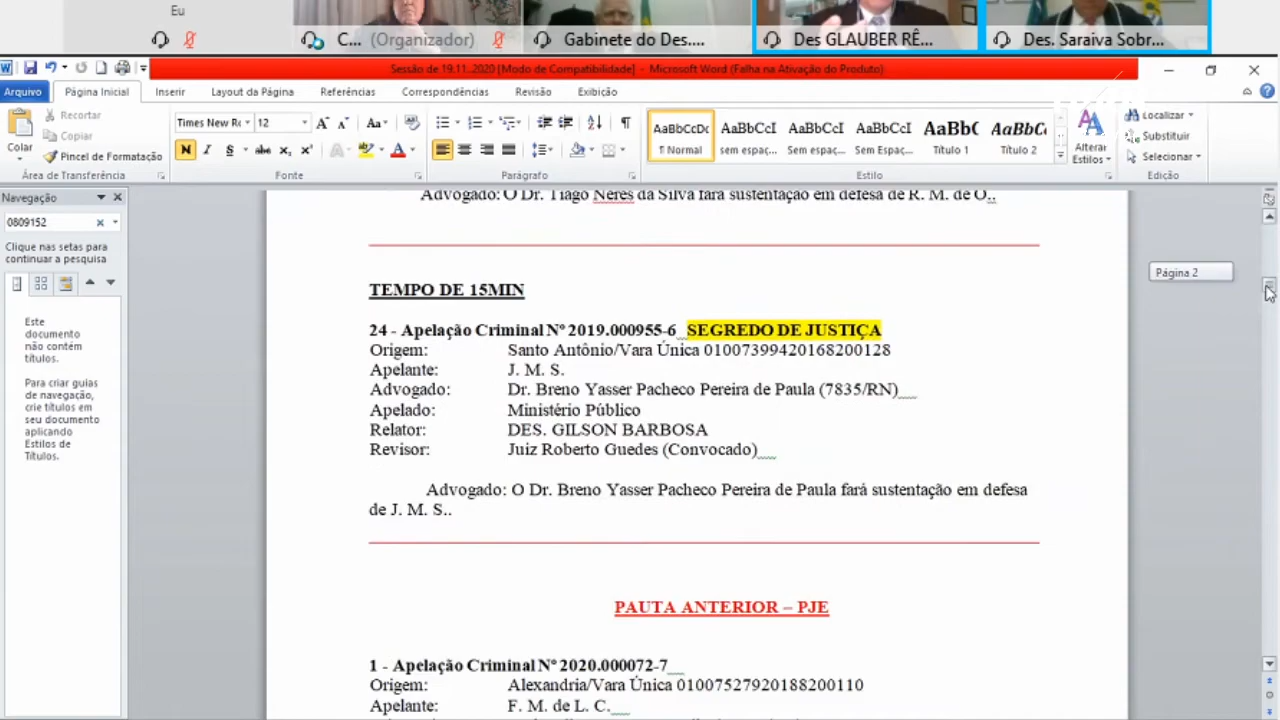 Eu
C... (Organizador)
Gabinete do Des....
Des GLAUBER RÊ...
Des. Saraiva Sobr...
Sessão de 19.11..2020 [Modo de Compatibilidade] - Microsoft Word (Falha na Ativação do Produto)
Arquivo Página Inicial Inserir Layout da Página Referências Correspondências Revisão Exibição
Recortar
Copiar
Pincel de Formatação
Colar
Área de Transferência
Times New Rc 12
Fonte
Parágrafo
AaBbCcDc AaBbCcI AaBbCcI AaBbCcI AaBbC AaBbC
¶ Normal sem espaç... Sem espaç... Sem Espaç... Título 1 Título 2
Alterar
Estilos
Estilo
Localizar
Substituir
Selecionar
Edição
Navegação
0809152
Clique nas setas para
continuar a pesquisa
Este
documento
não contém
títulos.
Para criar guias
de navegação,
crie títulos em
seu documento
aplicando
Estilos de
Títulos.
Advogado: O Dr. Tiago Neres da Silva fará sustentação em defesa de R. M. de O..
Página 2
TEMPO DE 15MIN
24 - Apelação Criminal Nº 2019.000955-6 SEGREDO DE JUSTIÇA
Origem: Santo Antônio/Vara Única 01007399420168200128
Apelante: J. M. S.
Advogado: Dr. Breno Yasser Pacheco Pereira de Paula (7835/RN)
Apelado: Ministério Público
Relator: DES. GILSON BARBOSA
Revisor: Juiz Roberto Guedes (Convocado)
Advogado: O Dr. Breno Yasser Pacheco Pereira de Paula fará sustentação em defesa
de J. M. S..
PAUTA ANTERIOR – PJE
1 - Apelação Criminal Nº 2020.000072-7
Origem: Alexandria/Vara Única 01007527920188200110
Apelante: F. M. de L. C.